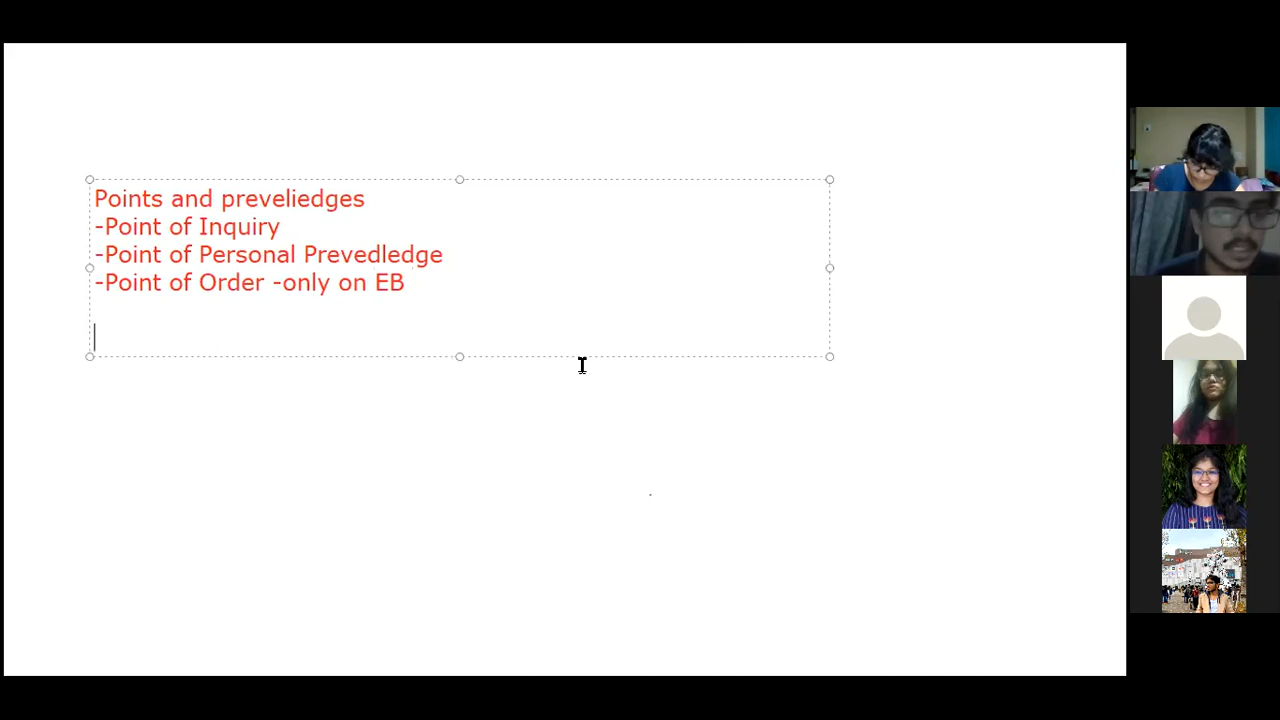 Points and preveliedges
-Point of Inquiry
-Point of Personal Prevedledge
-Point of Order -only on EB